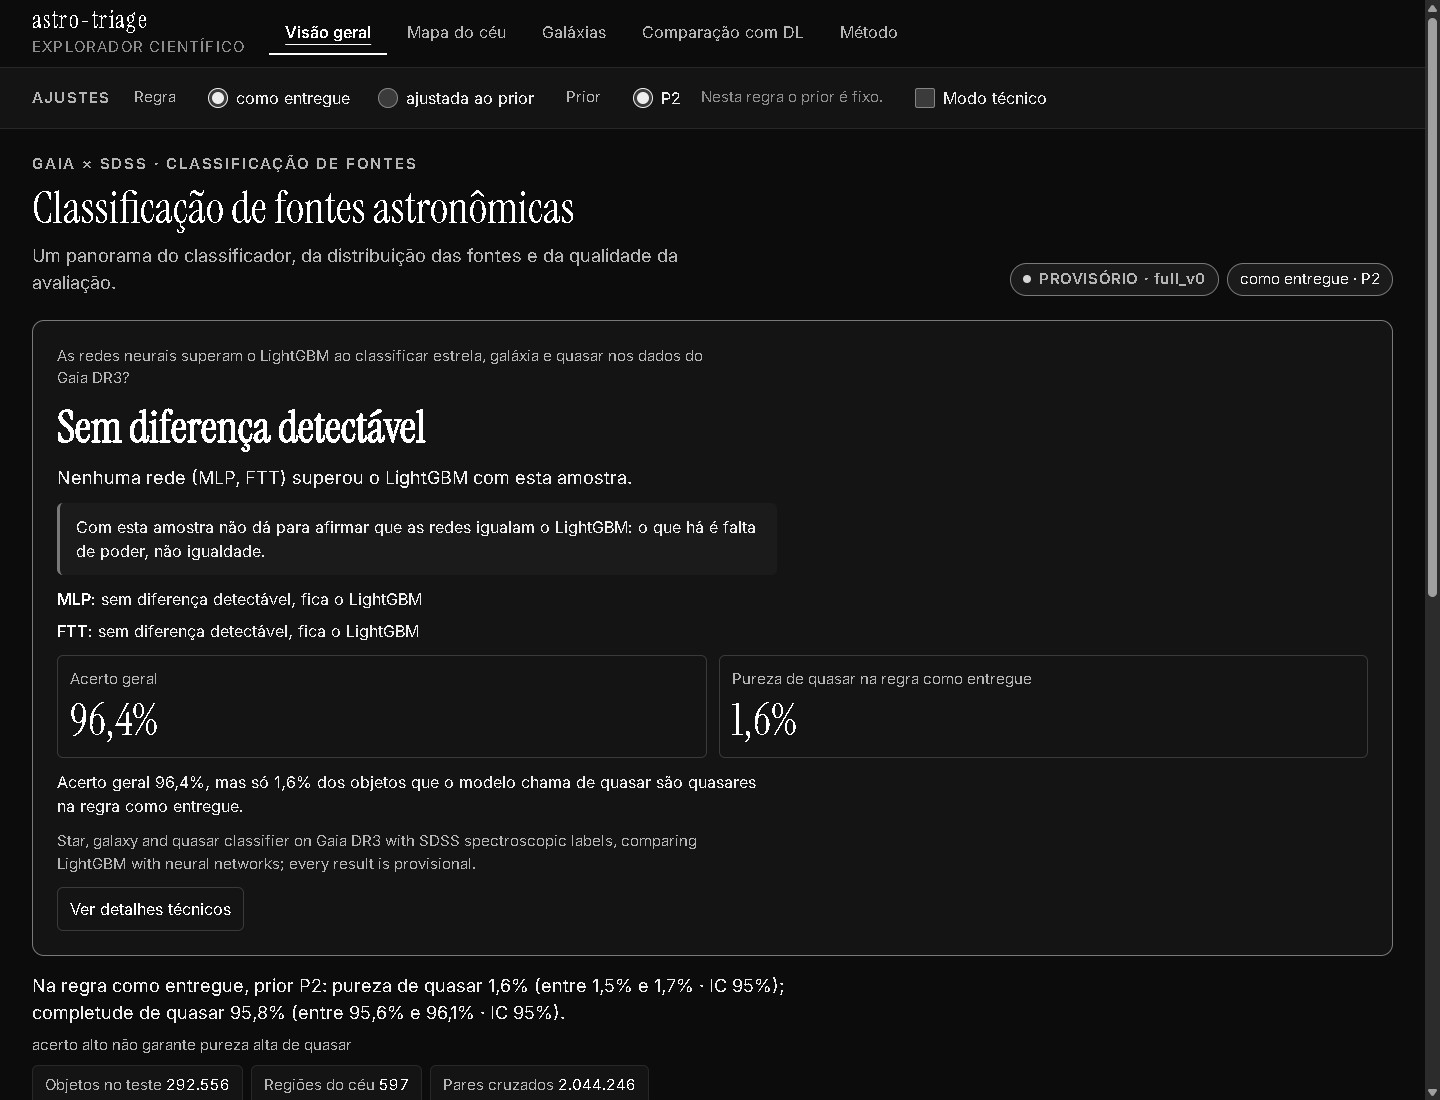 astro-triage
EXPLORADOR CIENTÍFICO
Visão geral
Mapa do céu
Galáxias
Comparação com DL
Método
AJUSTES
Regra
como entregue
ajustada ao prior
Prior
P2
Nesta regra o prior é fixo.
Modo técnico
GAIA × SDSS · CLASSIFICAÇÃO DE FONTES
Classificação de fontes astronômicas
Um panorama do classificador, da distribuição das fontes e da qualidade da
avaliação.
PROVISÓRIO · full_v0
como entregue · P2
As redes neurais superam o LightGBM ao classificar estrela, galáxia e quasar nos dados do
Gaia DR3?
Sem diferença detectável
Nenhuma rede (MLP, FTT) superou o LightGBM com esta amostra.
Com esta amostra não dá para afirmar que as redes igualam o LightGBM: o que há é falta
de poder, não igualdade.
MLP: sem diferença detectável, fica o LightGBM
FTT: sem diferença detectável, fica o LightGBM
Acerto geral
96,4%
Pureza de quasar na regra como entregue
1,6%
Acerto geral 96,4%, mas só 1,6% dos objetos que o modelo chama de quasar são quasares
na regra como entregue.
Star, galaxy and quasar classifier on Gaia DR3 with SDSS spectroscopic labels, comparing
LightGBM with neural networks; every result is provisional.
Ver detalhes técnicos
Na regra como entregue, prior P2: pureza de quasar 1,6% (entre 1,5% e 1,7% · IC 95%);
completude de quasar 95,8% (entre 95,6% e 96,1% · IC 95%).
acerto alto não garante pureza alta de quasar
Objetos no teste 292.556
Regiões do céu 597
Pares cruzados 2.044.246